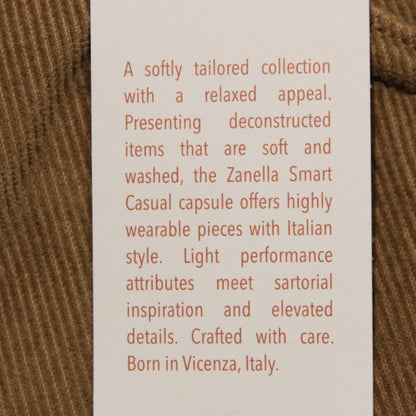 A softly tailored collection
with a relaxed appeal.
Presenting deconstructed
items that are soft and
washed, the Zanella Smart
Casual capsule offers highly
wearable pieces with Italian
style. Light performance
attributes meet sartorial
inspiration and elevated
details. Crafted with care.
Born in Vicenza, Italy.